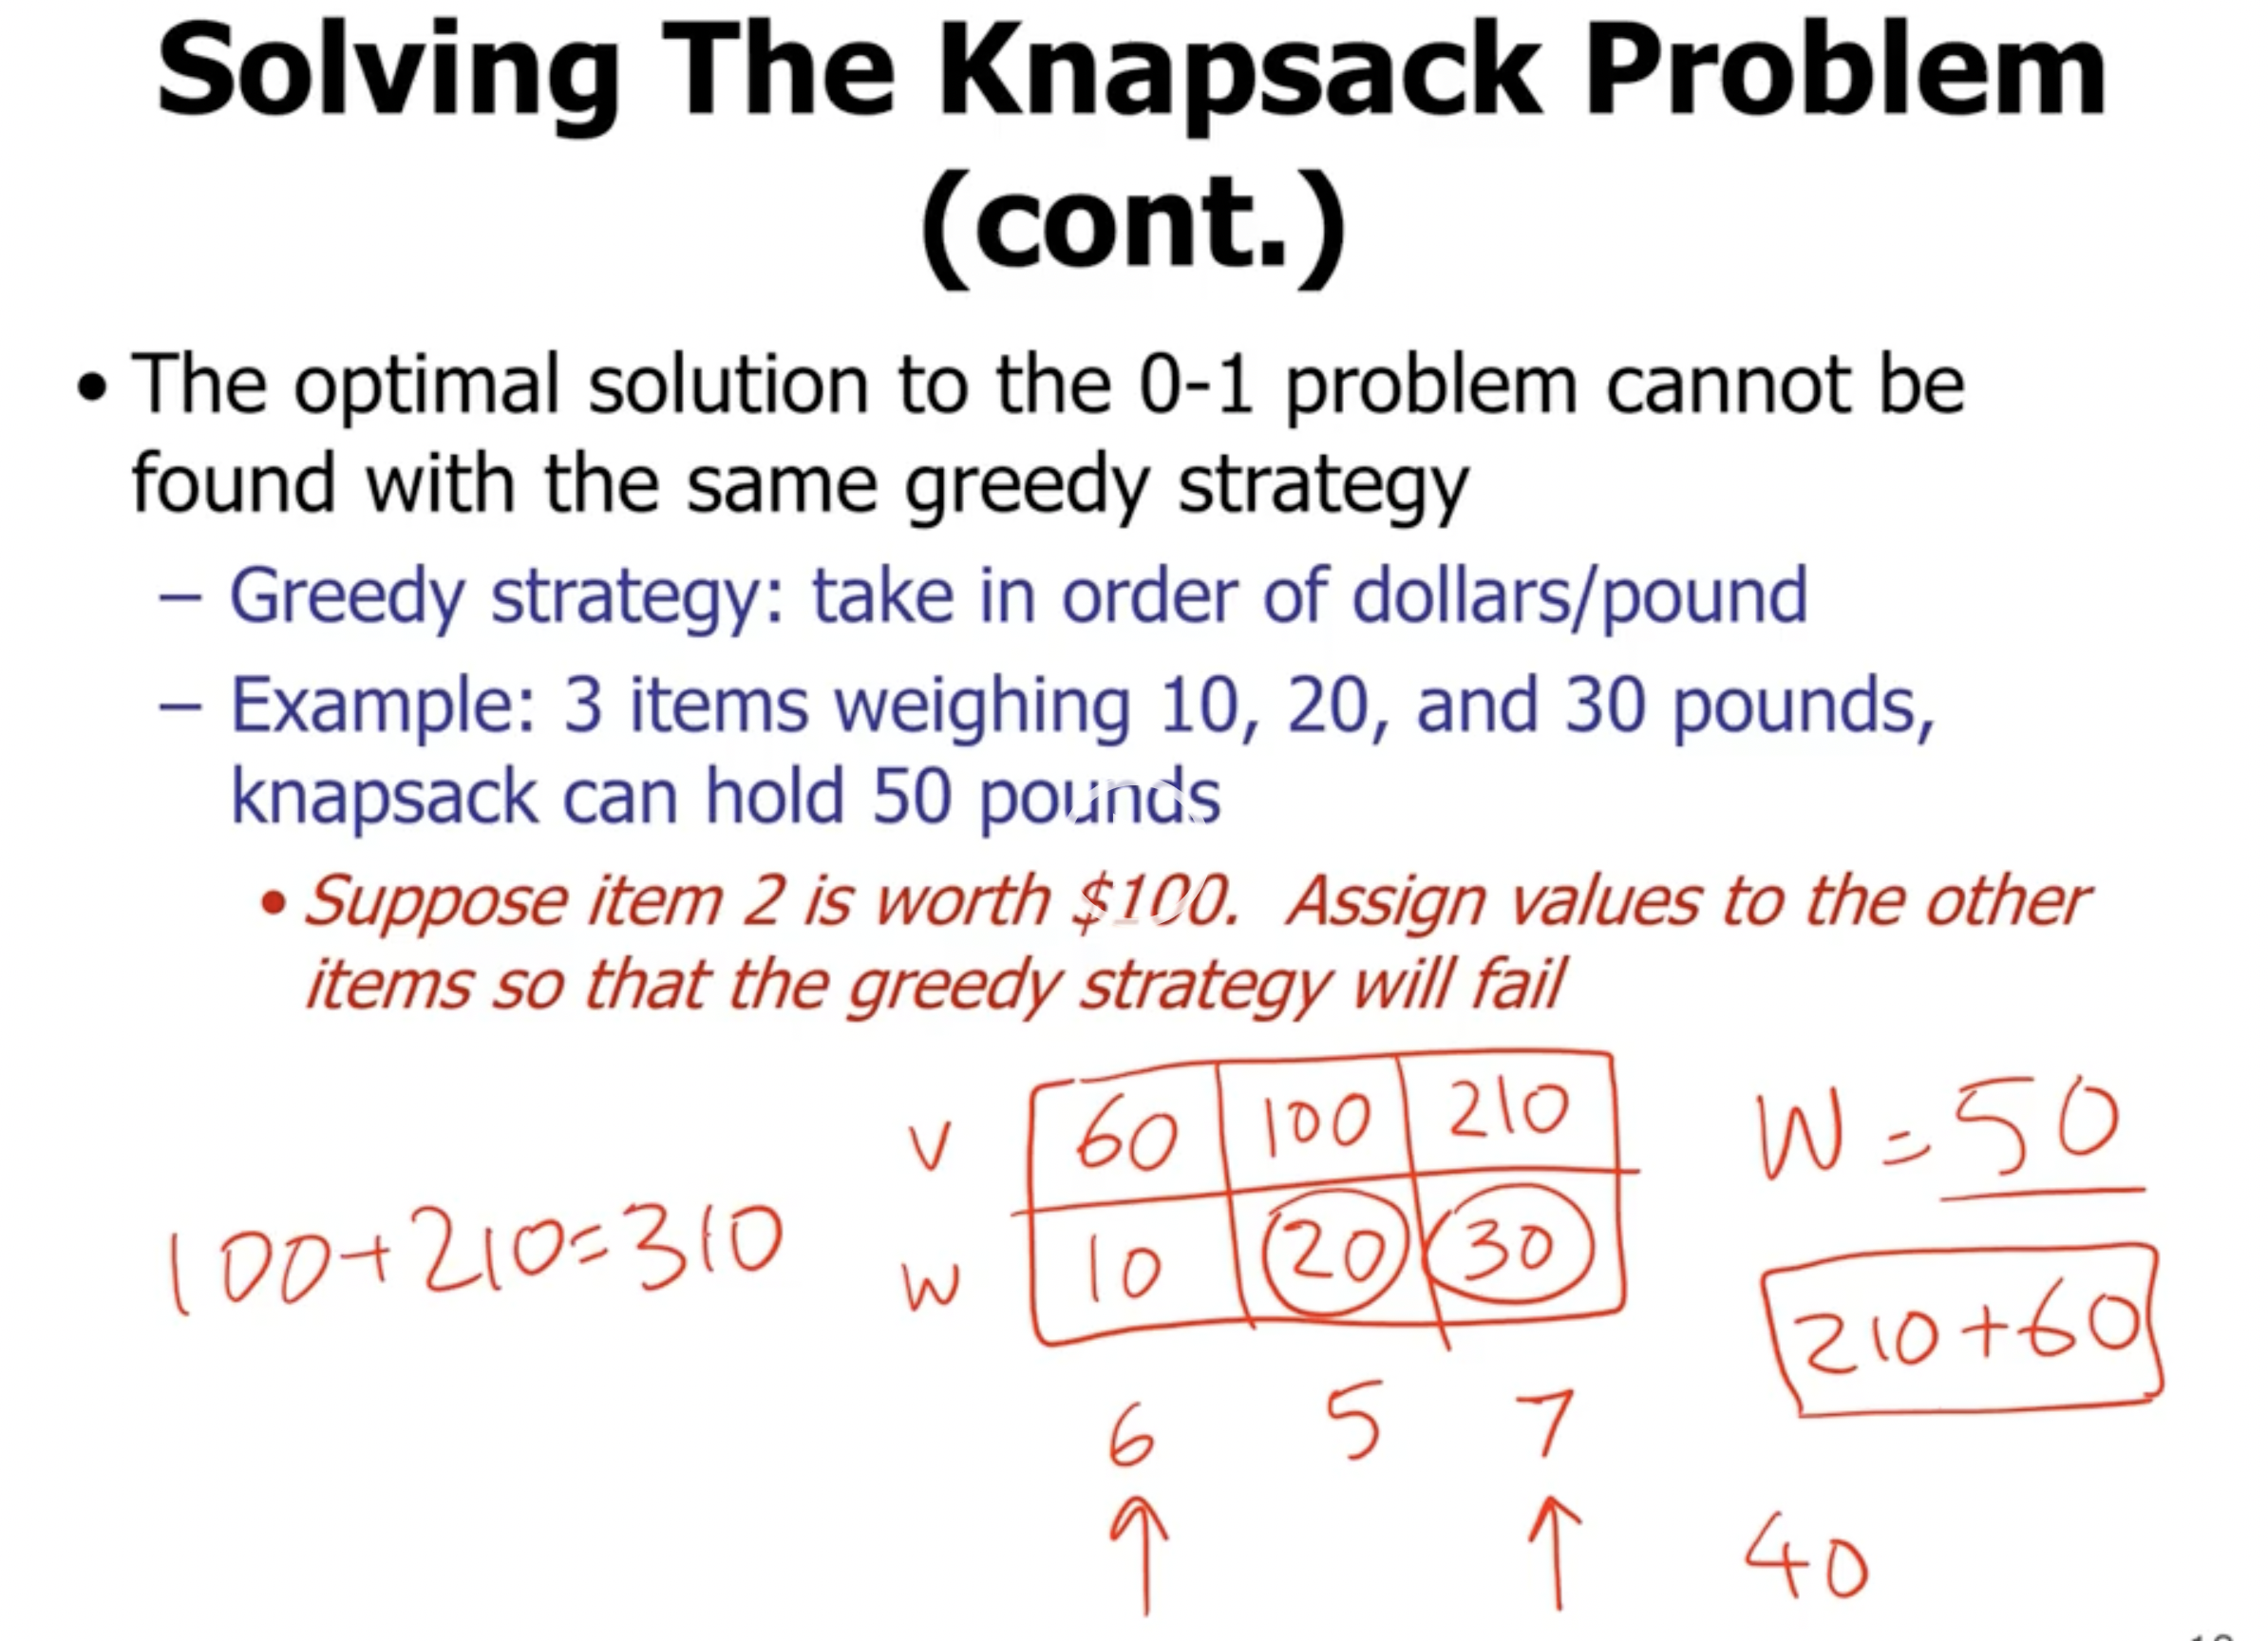 Solving The Knapsack Problem
(cont.)
• The optimal solution to the 0-1 problem cannot be
found with the same greedy strategy
– Greedy strategy: take in order of dollars/pound
– Example: 3 items weighing 10, 20, and 30 pounds,
knapsack can hold 50 pounds
• Suppose item 2 is worth $100. Assign values to the other
items so that the greedy strategy will fail
V 60 100 210
W = 50
100+210=310
W 10 20 30
210+60
6 5 7
40